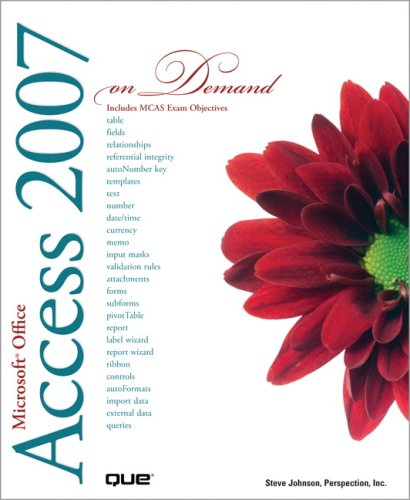 Microsoft® Office
Access 2007
on Demand
Includes MCAS Exam Objectives
table
fields
relationships
referential integrity
autoNumber key
templates
text
number
date/time
currency
memo
input masks
validation rules
attachments
forms
subforms
pivotTable
report
label wizard
report wizard
ribbon
controls
autoFormats
import data
external data
queries
QUE®
Steve Johnson, Perspection, Inc.